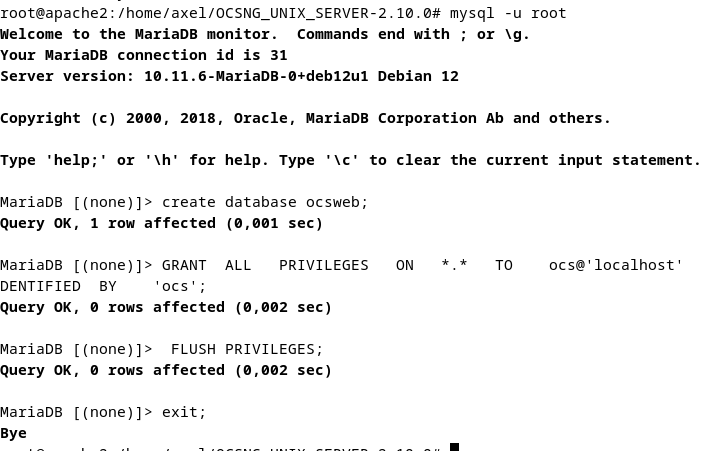 root@apache2:/home/axel/OCSNG_UNIX_SERVER-2.10.0# mysql -u root
Welcome to the MariaDB monitor.  Commands end with ; or \g.
Your MariaDB connection id is 31
Server version: 10.11.6-MariaDB-0+deb12u1 Debian 12
Copyright (c) 2000, 2018, Oracle, MariaDB Corporation Ab and others.
Type 'help;' or '\h' for help. Type '\c' to clear the current input statement.
MariaDB [(none)]> create database ocsweb;
Query OK, 1 row affected (0,001 sec)
MariaDB [(none)]> GRANT  ALL   PRIVILEGES   ON   *.*   TO    ocs@'localhost'
DENTIFIED  BY    'ocs';
Query OK, 0 rows affected (0,002 sec)
MariaDB [(none)]>  FLUSH PRIVILEGES;
Query OK, 0 rows affected (0,002 sec)
MariaDB [(none)]> exit;
Bye
root@apache2:/home/axel/OCSNG_UNIX_SERVER-2.10.0#